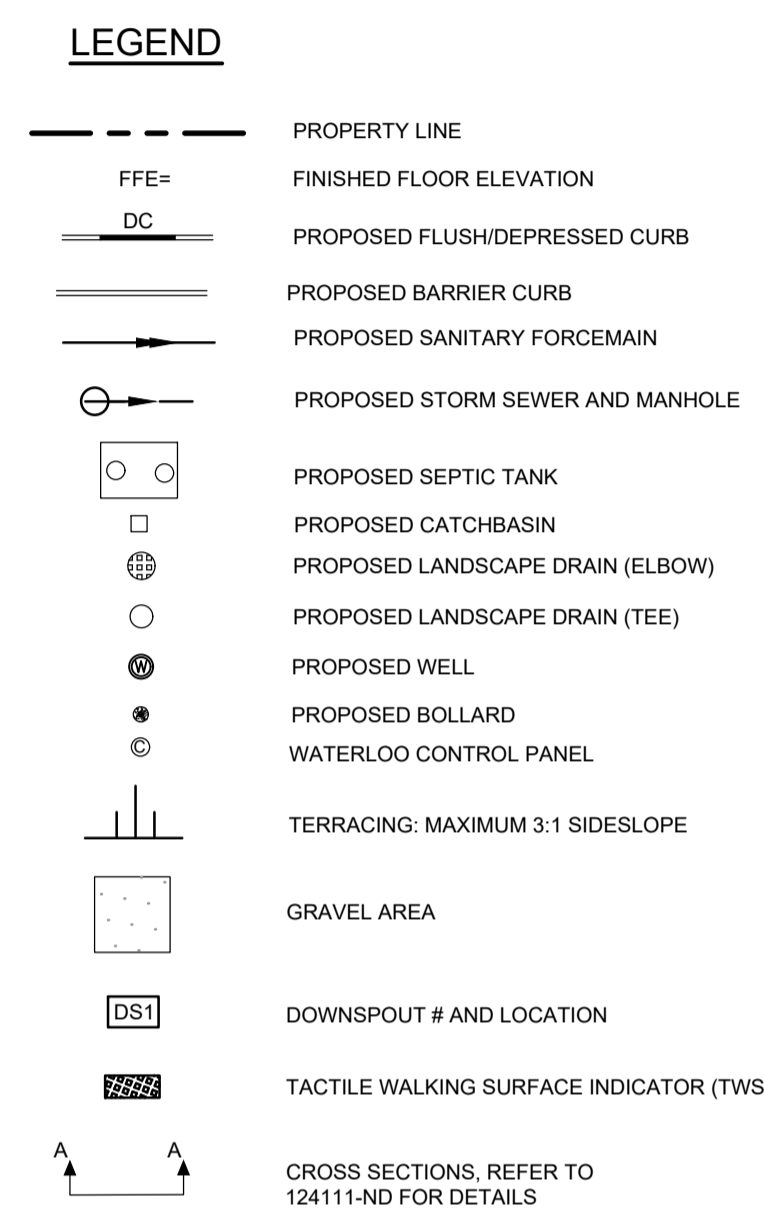 LEGEND
PROPERTY LINE
FFE= FINISHED FLOOR ELEVATION
DC
PROPOSED FLUSH/DEPRESSED CURB
PROPOSED BARRIER CURB
PROPOSED SANITARY FORCEMAIN
PROPOSED STORM SEWER AND MANHOLE
PROPOSED SEPTIC TANK
PROPOSED CATCHBASIN
PROPOSED LANDSCAPE DRAIN (ELBOW)
PROPOSED LANDSCAPE DRAIN (TEE)
W PROPOSED WELL
PROPOSED BOLLARD
C WATERLOO CONTROL PANEL
TERRACING: MAXIMUM 3:1 SIDESLOPE
GRAVEL AREA
DS1 DOWNSPOUT # AND LOCATION
TACTILE WALKING SURFACE INDICATOR (TWS
A A
CROSS SECTIONS, REFER TO
124111-ND FOR DETAILS